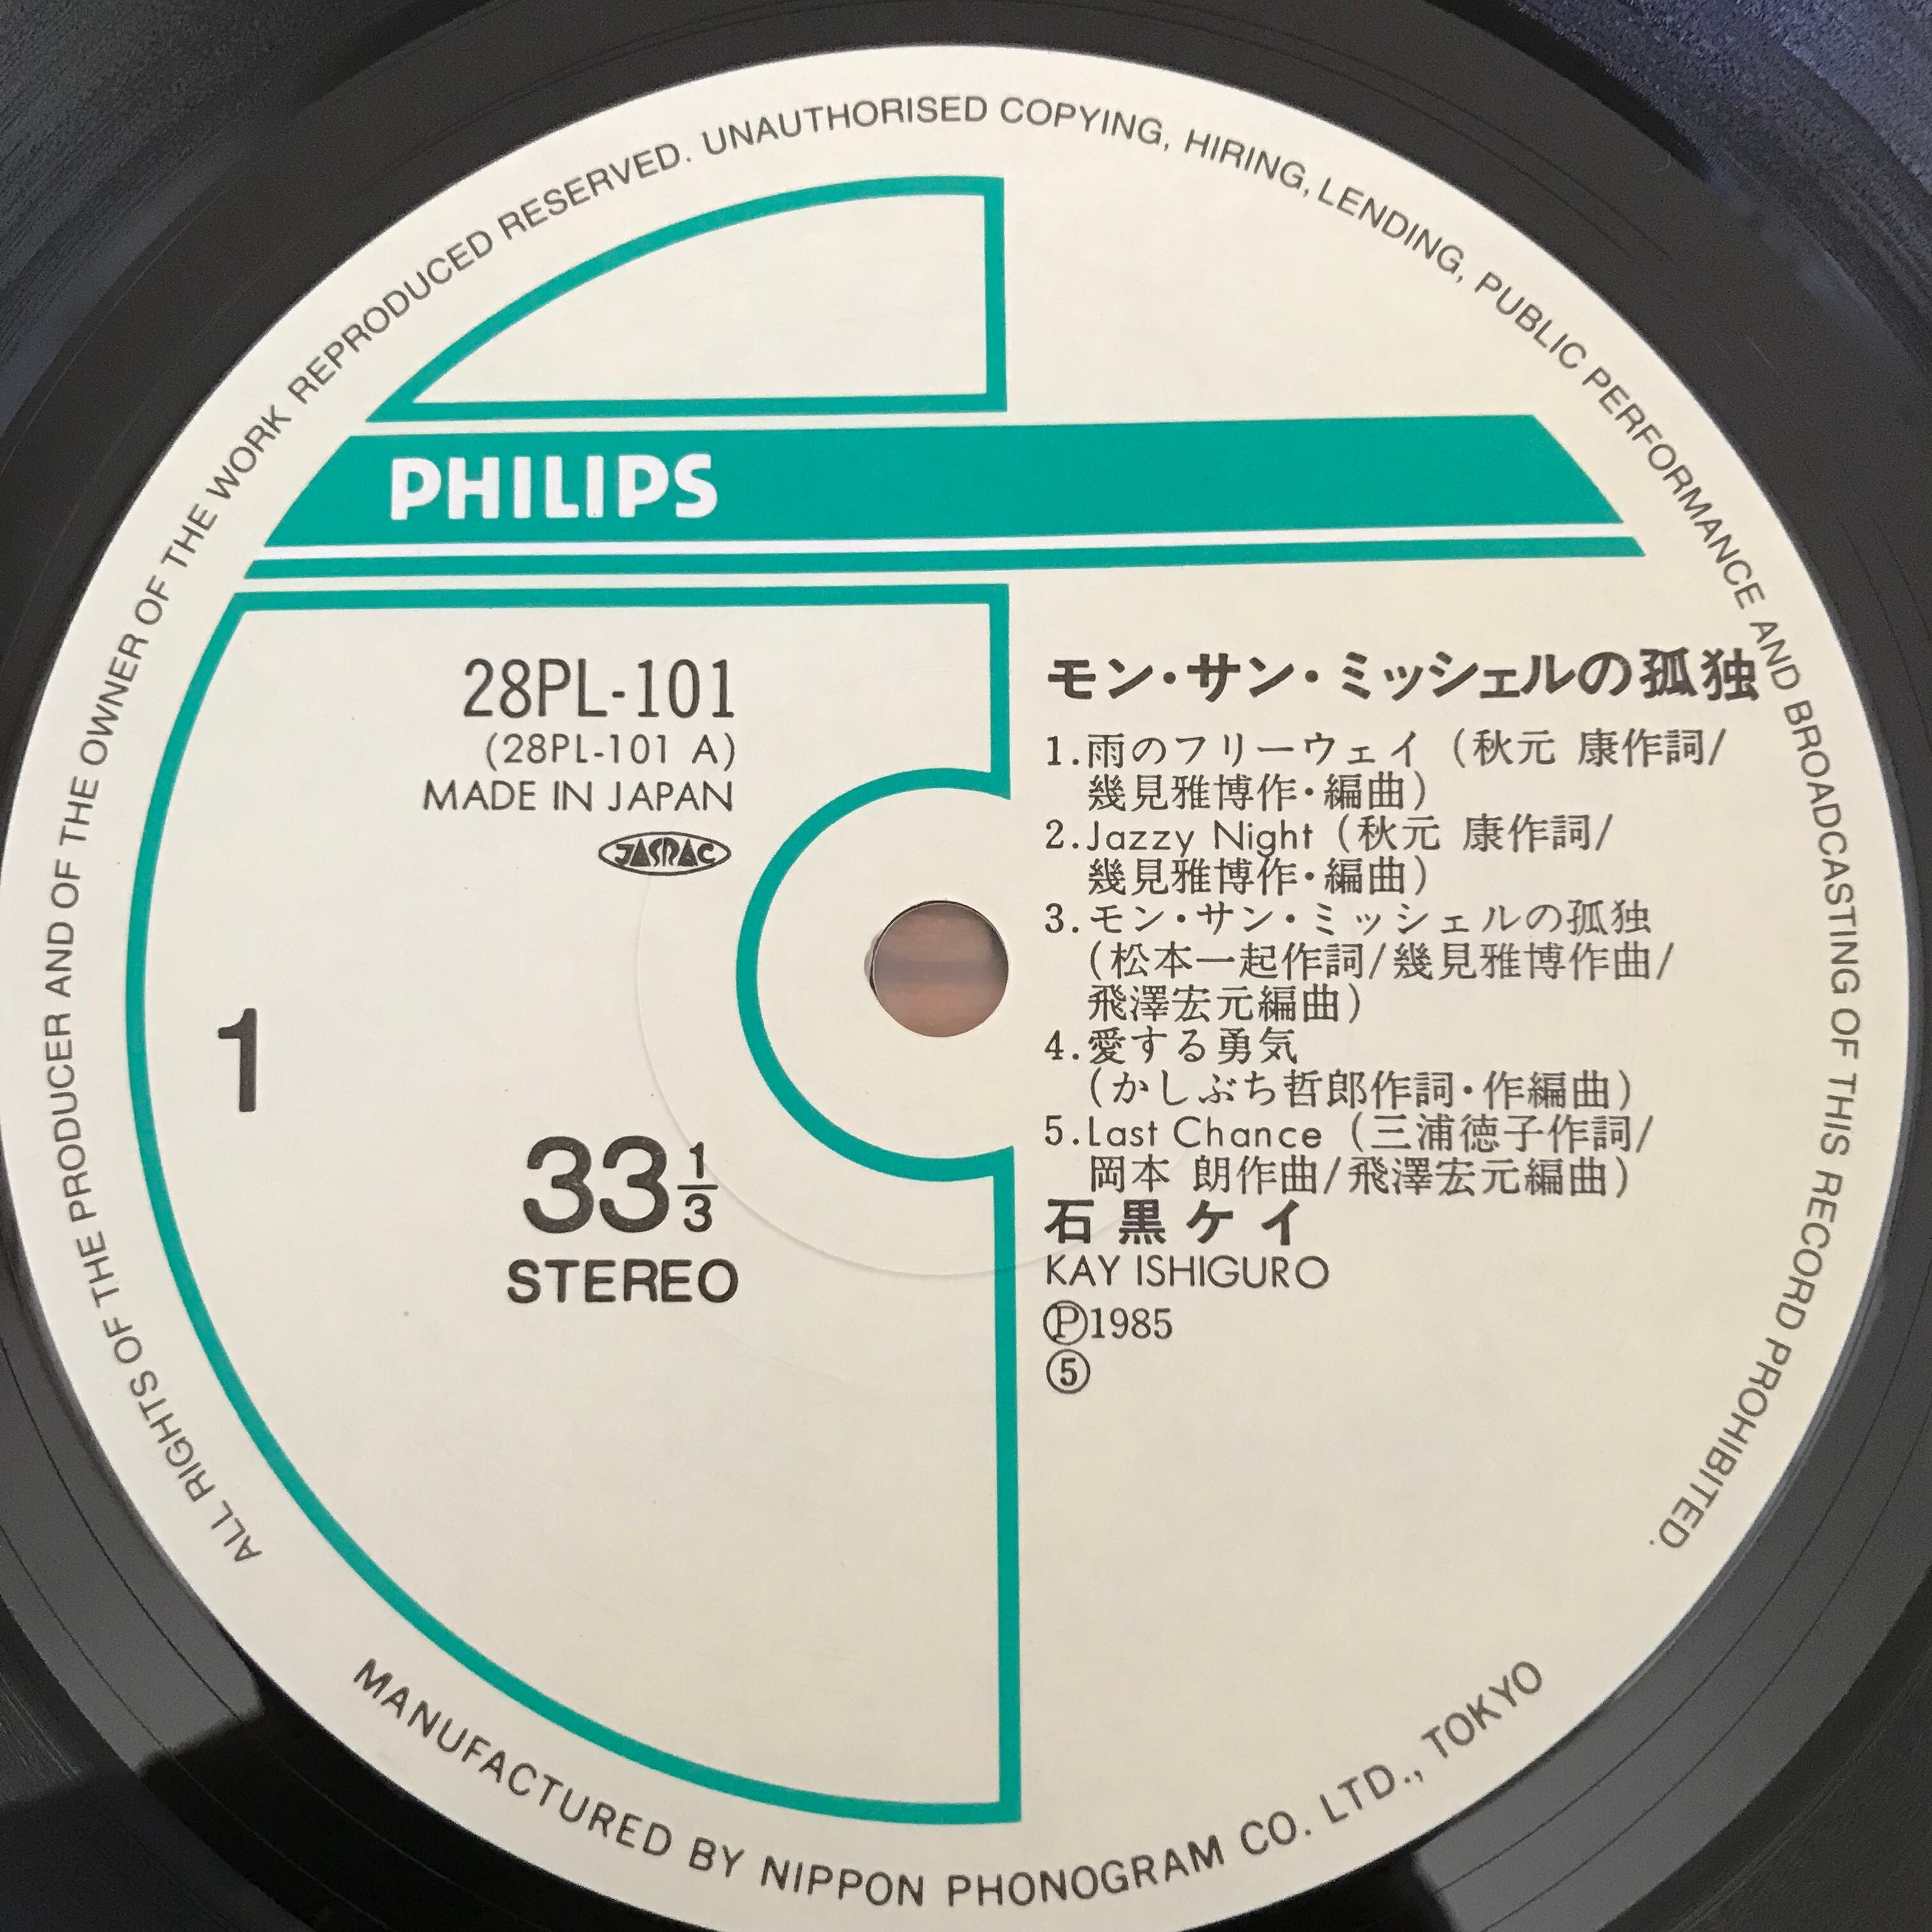 ALL RIGHTS OF THE PRODUCER AND OF THE OWNER OF THE WORK REPRODUCED RESERVED. UNAUTHORISED COPYING, HIRING, LENDING, PUBLIC PERFORMANCE AND BROADCASTING OF THIS RECORD PROHIBITED.
PHILIPS
28PL-101
(28PL-101 A)
MADE IN JAPAN
JASRAC
1
33 1/3
STEREO
モン・サン・ミッシェルの孤独
1.雨のフリーウェイ（秋元 康作詞/
幾見雅博作・編曲）
2.Jazzy Night（秋元 康作詞/
幾見雅博作・編曲）
3.モン・サン・ミッシェルの孤独
（松本一起作詞/幾見雅博作曲/
飛澤宏元編曲）
4.愛する勇気
（かしぶち哲郎作詞・作編曲）
5.Last Chance（三浦徳子作詞/
岡本 朗作曲/飛澤宏元編曲）
石黒ケイ
KAY ISHIGURO
Ⓟ1985
⑤
MANUFACTURED BY NIPPON PHONOGRAM CO. LTD., TOKYO